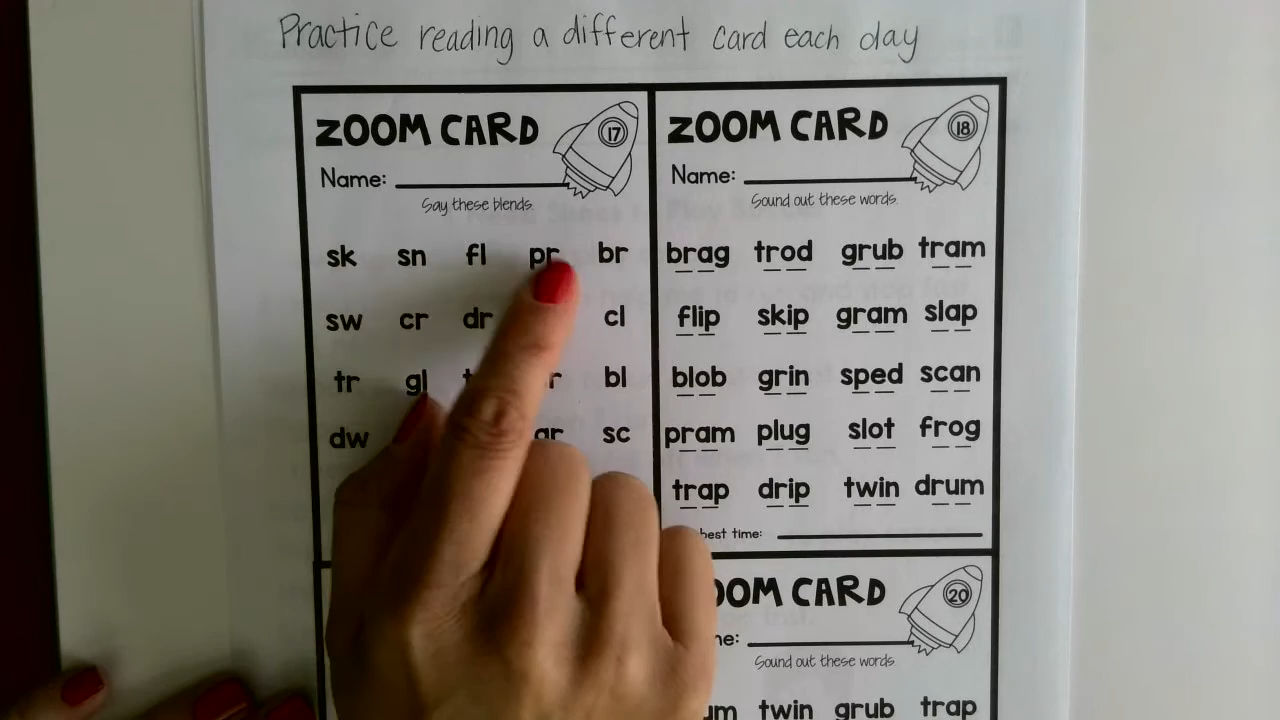 Practice reading a different card each day
ZOOM CARD 17
Name:
Say these blends.
sk sn fl pr br
sw cr dr cl
tr gl bl
dw sc
ZOOM CARD 18
Name:
Sound out these words.
brag trod grub tram
flip skip gram slap
blob grin sped scan
pram plug slot frog
trap drip twin drum
best time:
CARD 20
Sound out these words.
twin grub trap